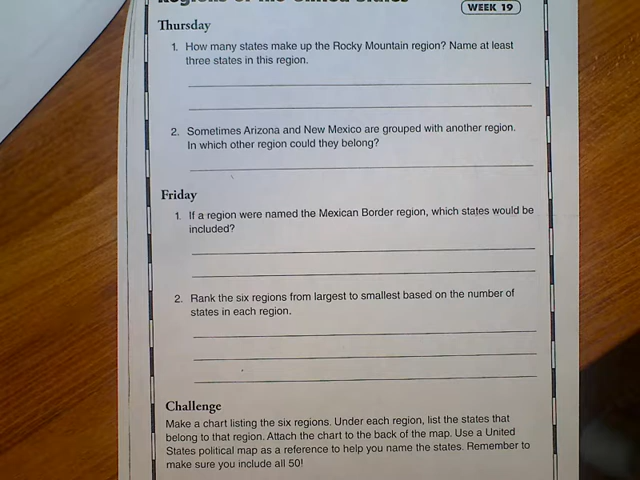 Regions of the United States
WEEK 19
Thursday
1. How many states make up the Rocky Mountain region? Name at least
three states in this region.
2. Sometimes Arizona and New Mexico are grouped with another region.
In which other region could they belong?
Friday
1. If a region were named the Mexican Border region, which states would be
included?
2. Rank the six regions from largest to smallest based on the number of
states in each region.
Challenge
Make a chart listing the six regions. Under each region, list the states that
belong to that region. Attach the chart to the back of the map. Use a United
States political map as a reference to help you name the states. Remember to
make sure you include all 50!